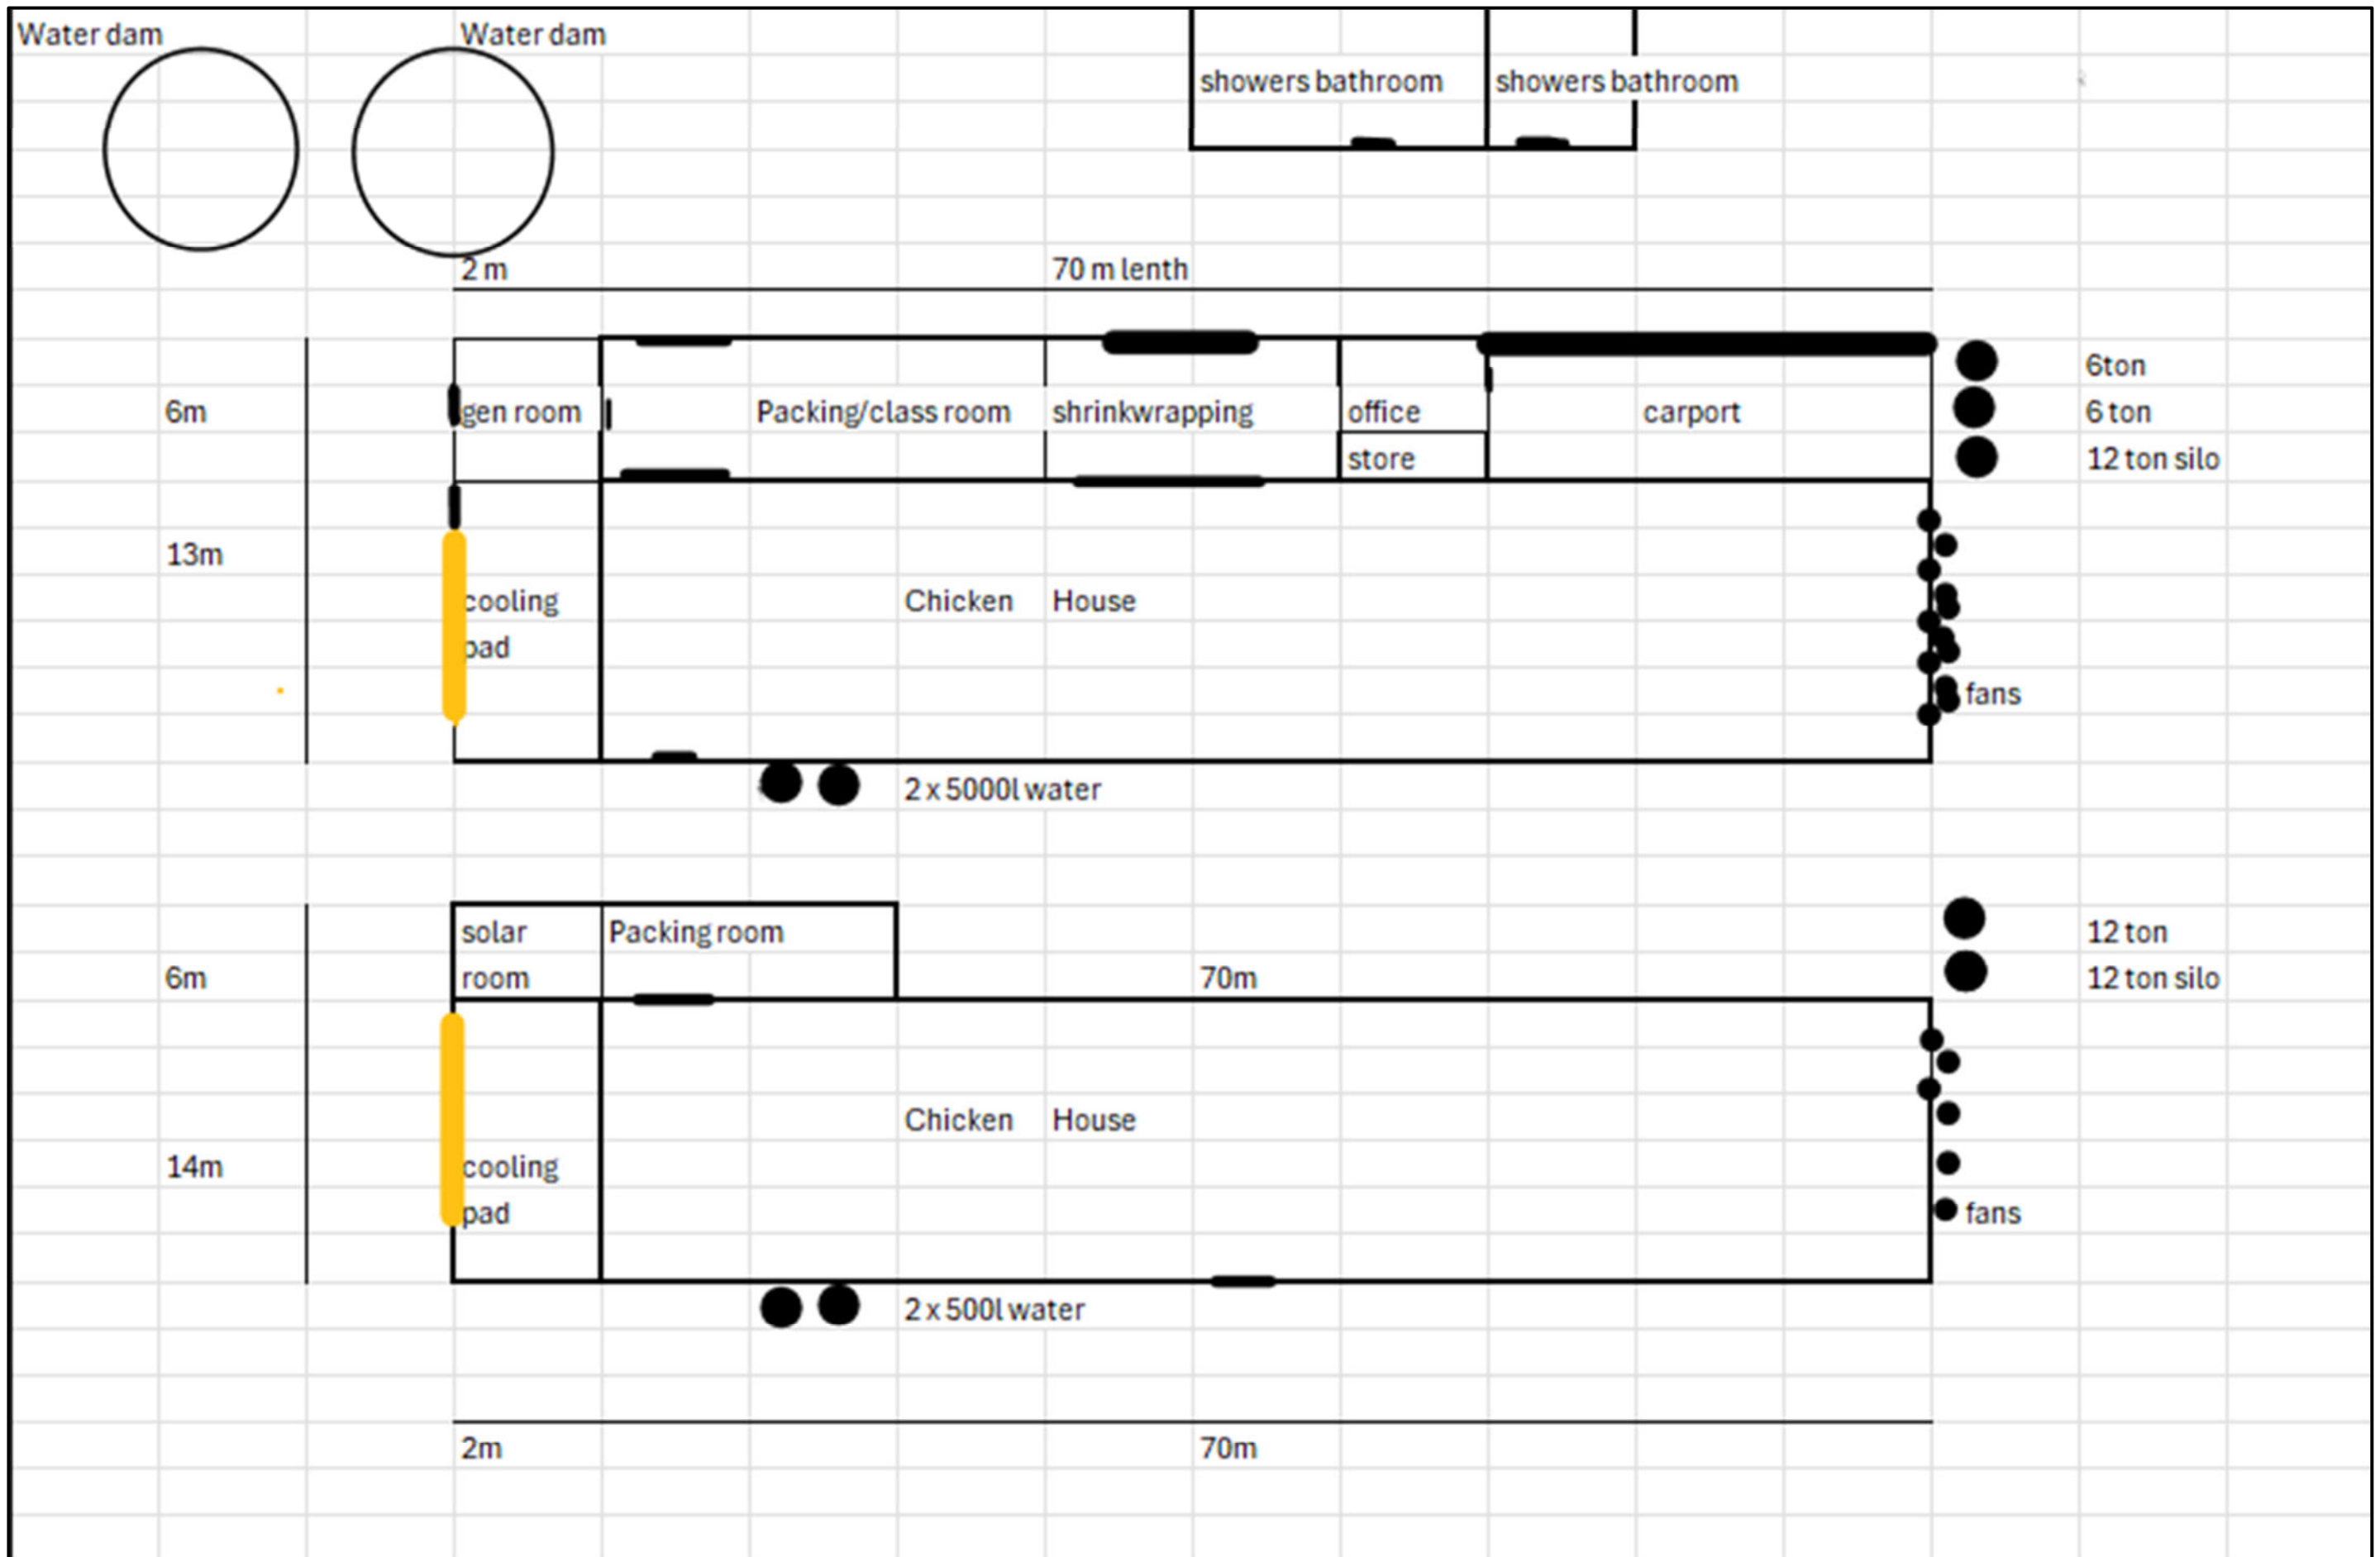 Water dam
Water dam
showers bathroom
showers bathroom
2 m
70 m lenth
6ton
6m
gen room
Packing/class room
shrinkwrapping
office
carport
6 ton
store
12 ton silo
13m
cooling
Chicken
House
pad
fans
2 x 5000l water
solar
Packing room
12 ton
6m
room
70m
12 ton silo
Chicken
House
14m
cooling
pad
fans
2 x 500l water
2m
70m